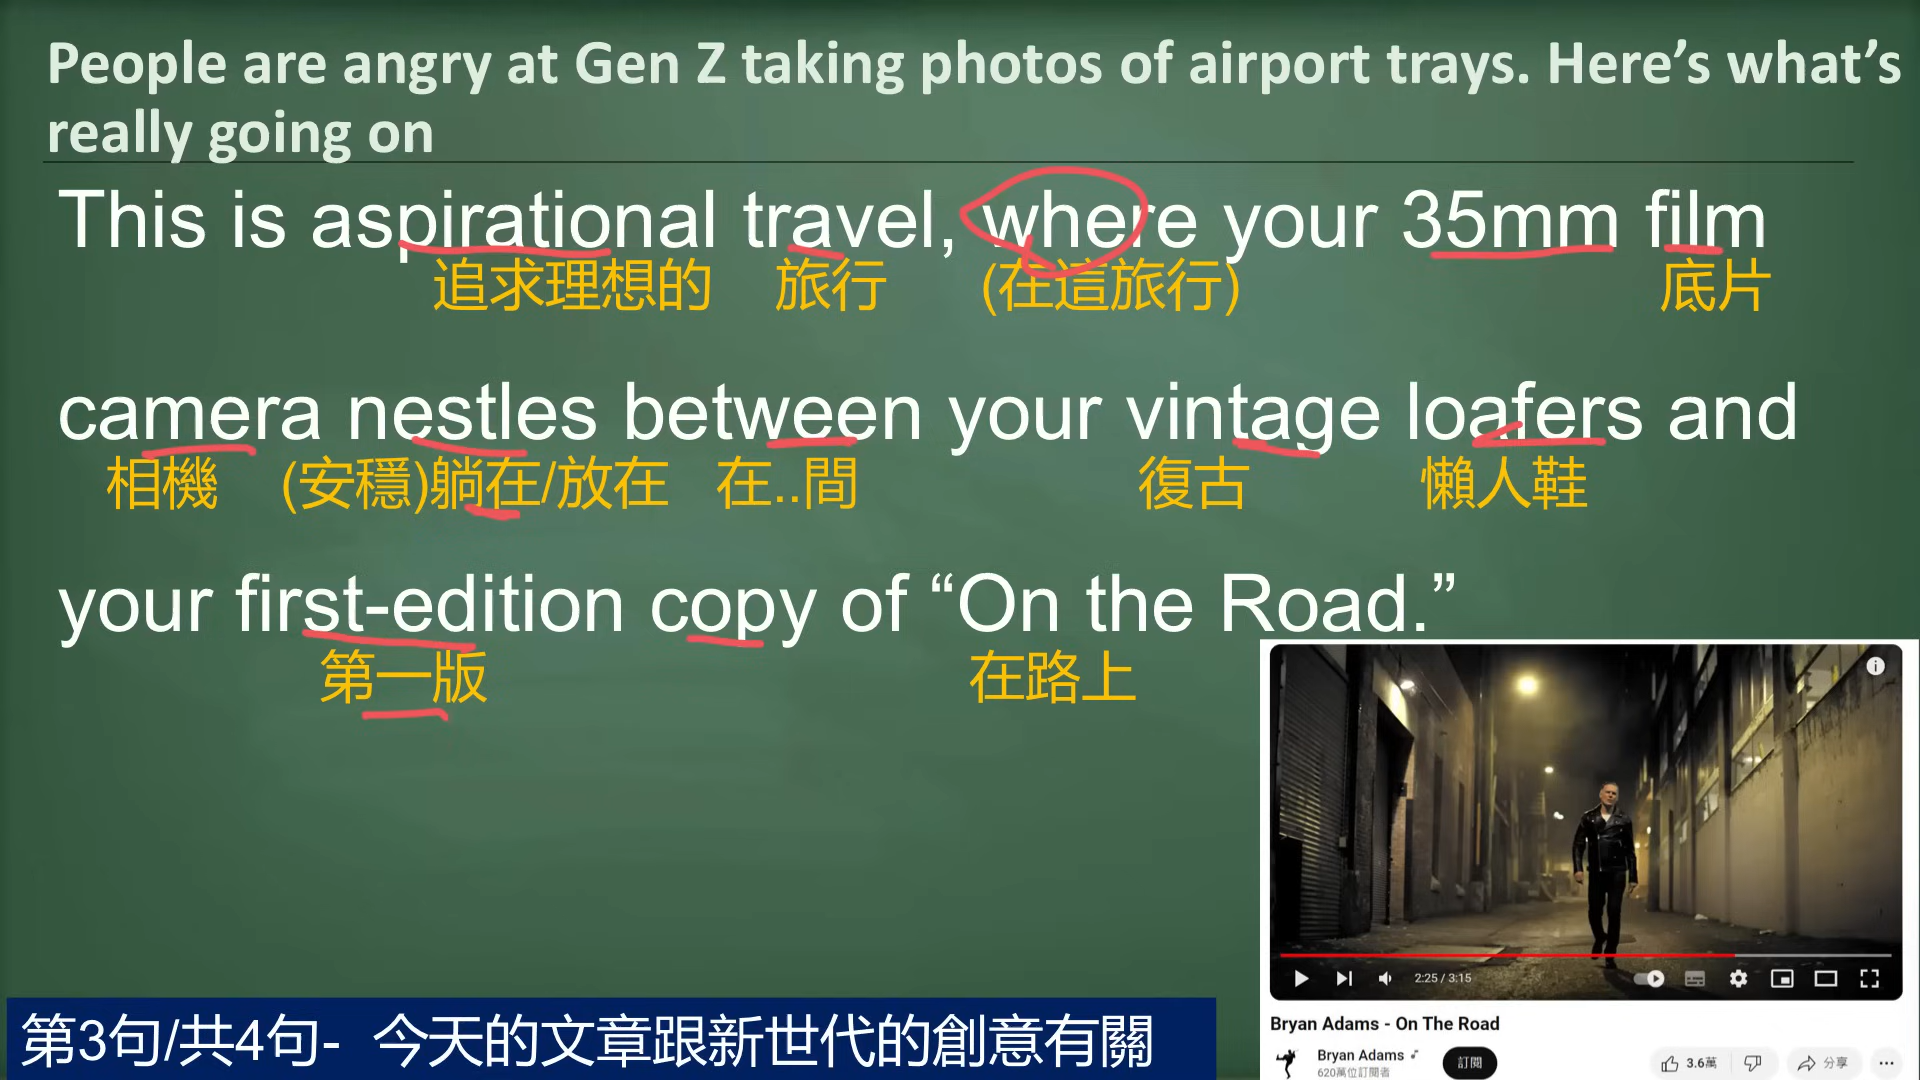 People are angry at Gen Z taking photos of airport trays. Here’s what’s
really going on
This is aspirational travel, where your 35mm film
追求理想的 旅行 (在這旅行) 底片
camera nestles between your vintage loafers and
相機 (安穩)躺在/放在 在..間 復古 懶人鞋
your first-edition copy of “On the Road.”
第一版 在路上
2:25 / 3:15
Bryan Adams - On The Road
Bryan Adams
620萬位訂閱者
訂閱
3.6萬
分享
第3句/共4句- 今天的文章跟新世代的創意有關